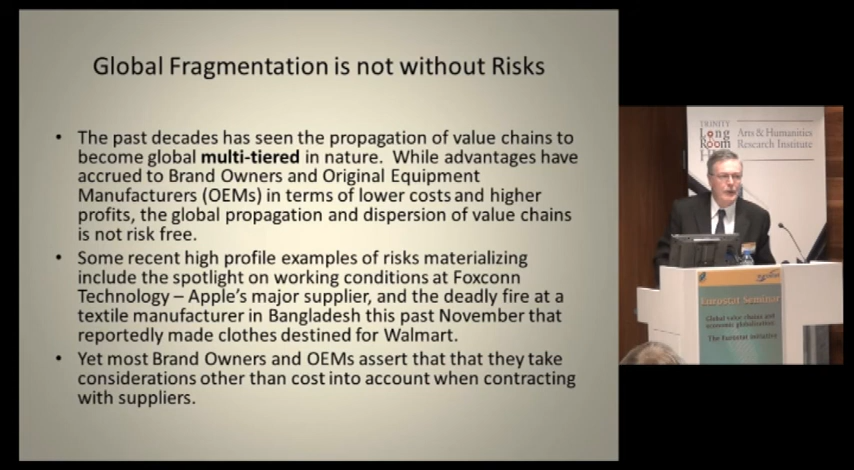 Global Fragmentation is not without Risks
• The past decades has seen the propagation of value chains to
become global multi-tiered in nature. While advantages have
accrued to Brand Owners and Original Equipment
Manufacturers (OEMs) in terms of lower costs and higher
profits, the global propagation and dispersion of value chains
is not risk free.
• Some recent high profile examples of risks materializing
include the spotlight on working conditions at Foxconn
Technology – Apple's major supplier, and the deadly fire at a
textile manufacturer in Bangladesh this past November that
reportedly made clothes destined for Walmart.
• Yet most Brand Owners and OEMs assert that that they take
considerations other than cost into account when contracting
with suppliers.
TRINITY
Long
Room
Arts & Humanities
Research Institute
Eurostat Seminar
Global value chains and
economic globalization:
The Eurostat initiative